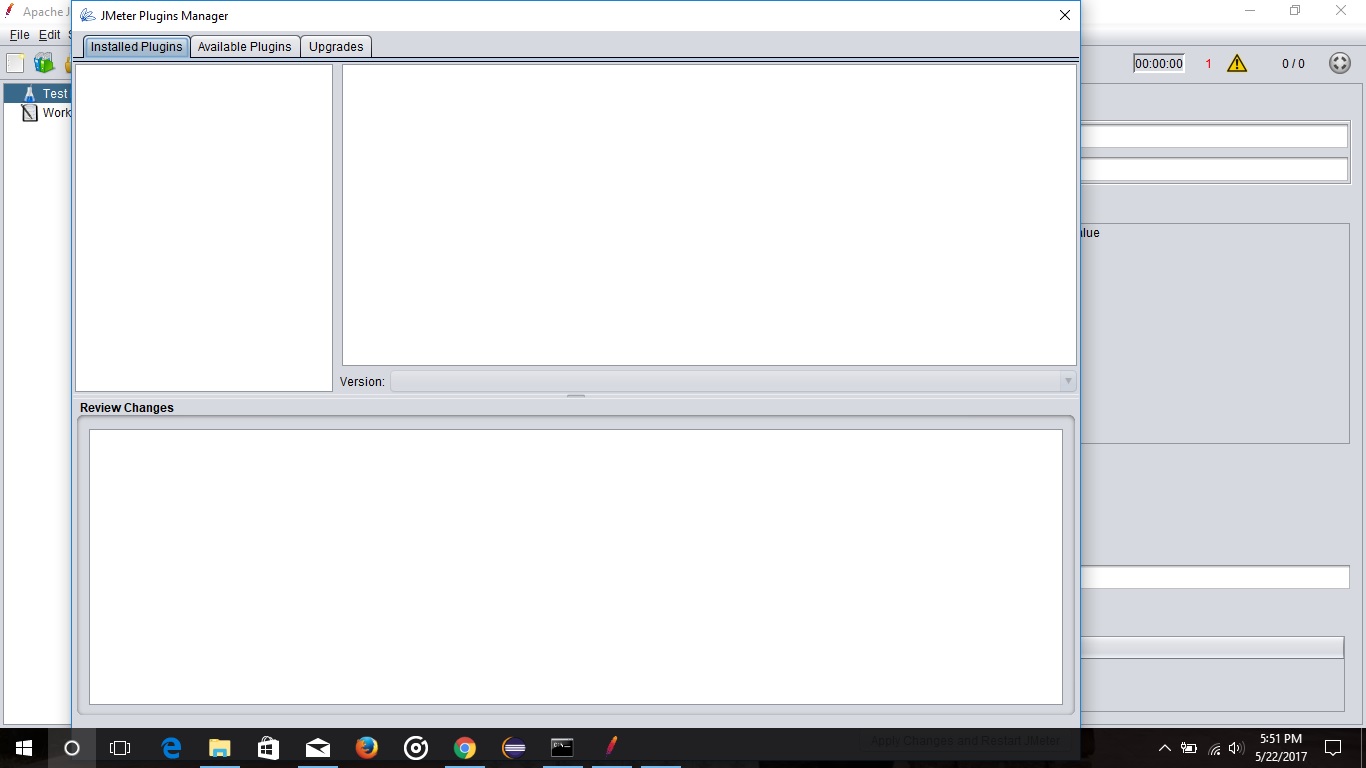 Apache J
JMeter Plugins Manager
File Edit S
Installed Plugins Available Plugins Upgrades
00:00:00 1 0 / 0
Test
Work
alue
Version:
Review Changes
Apply Changes and Restart JMeter
5:51 PM
5/22/2017